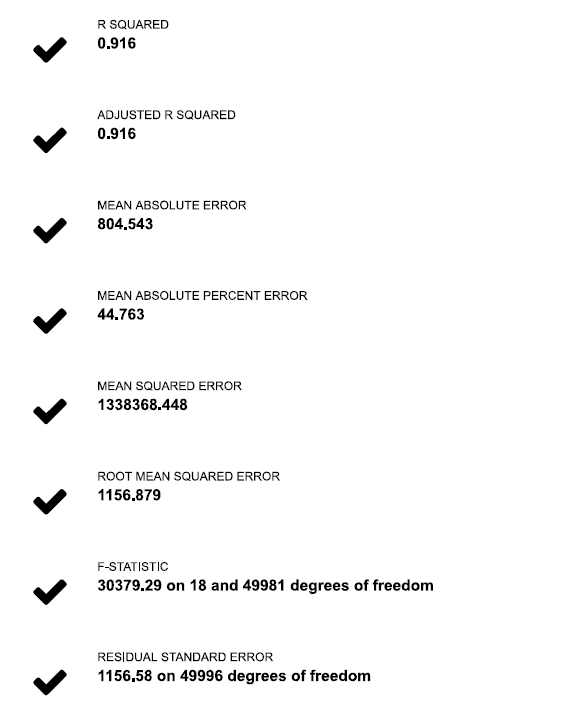 R SQUARED
0.916
ADJUSTED R SQUARED
0.916
MEAN ABSOLUTE ERROR
804.543
MEAN ABSOLUTE PERCENT ERROR
44.763
MEAN SQUARED ERROR
1338368.448
ROOT MEAN SQUARED ERROR
1156.879
F-STATISTIC
30379.29 on 18 and 49981 degrees of freedom
RESIDUAL STANDARD ERROR
1156.58 on 49996 degrees of freedom